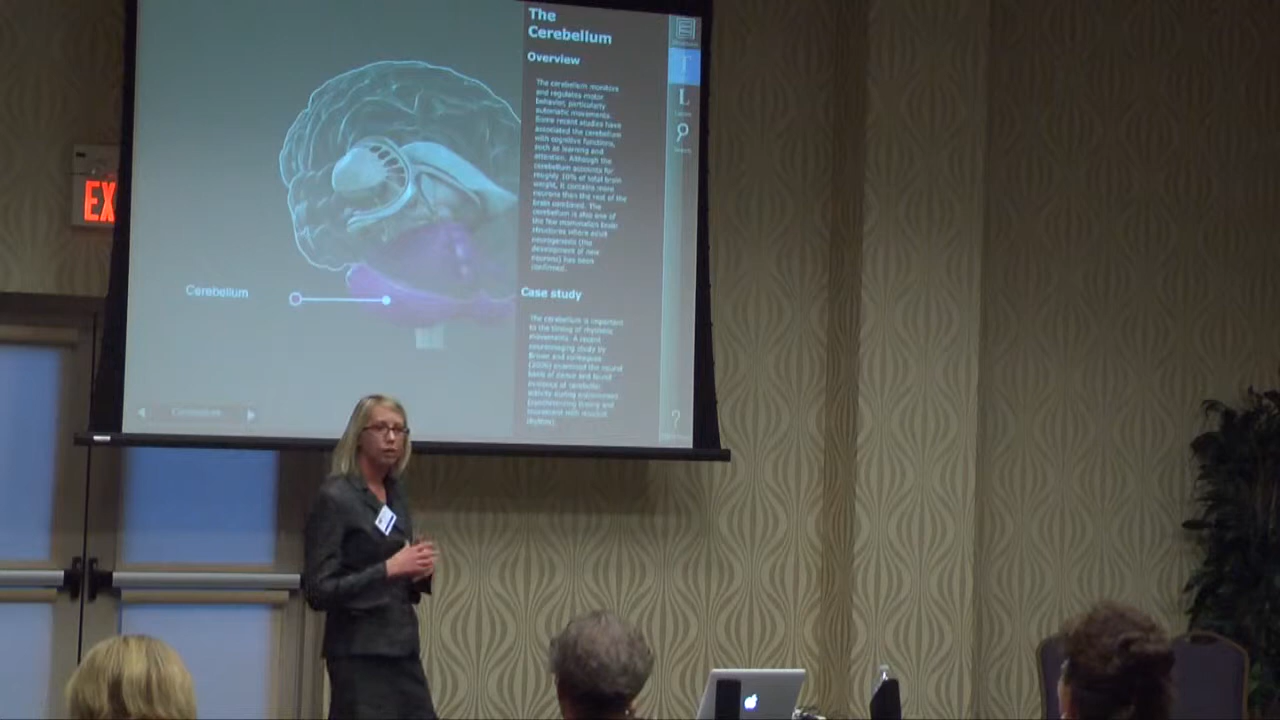 The
Cerebellum
Overview
The cerebellum monitors
and regulates motor
behavior, particularly
automatic movements.
Some recent studies have
associated the cerebellum
with cognitive functions,
such as learning and
attention. Although the
cerebellum accounts for
roughly 10% of total brain
weight, it contains more
neurons than the rest of the
brain combined. The
cerebellum is also one of
the few mammalian brain
structures where adult
neurogenesis (the
development of new
neurons) has been
confirmed.
Case study
The cerebellum is important
to the timing of rhythmic
movements. A recent
neuroimaging study by
Brown and colleagues
(2006) examined the neural
basis of dance and found
evidence of cerebellar
activity during entrainment
(synchronizing timing and
movement with musical
rhythm).
T
L
?
Cerebellum
Cerebellum
EX